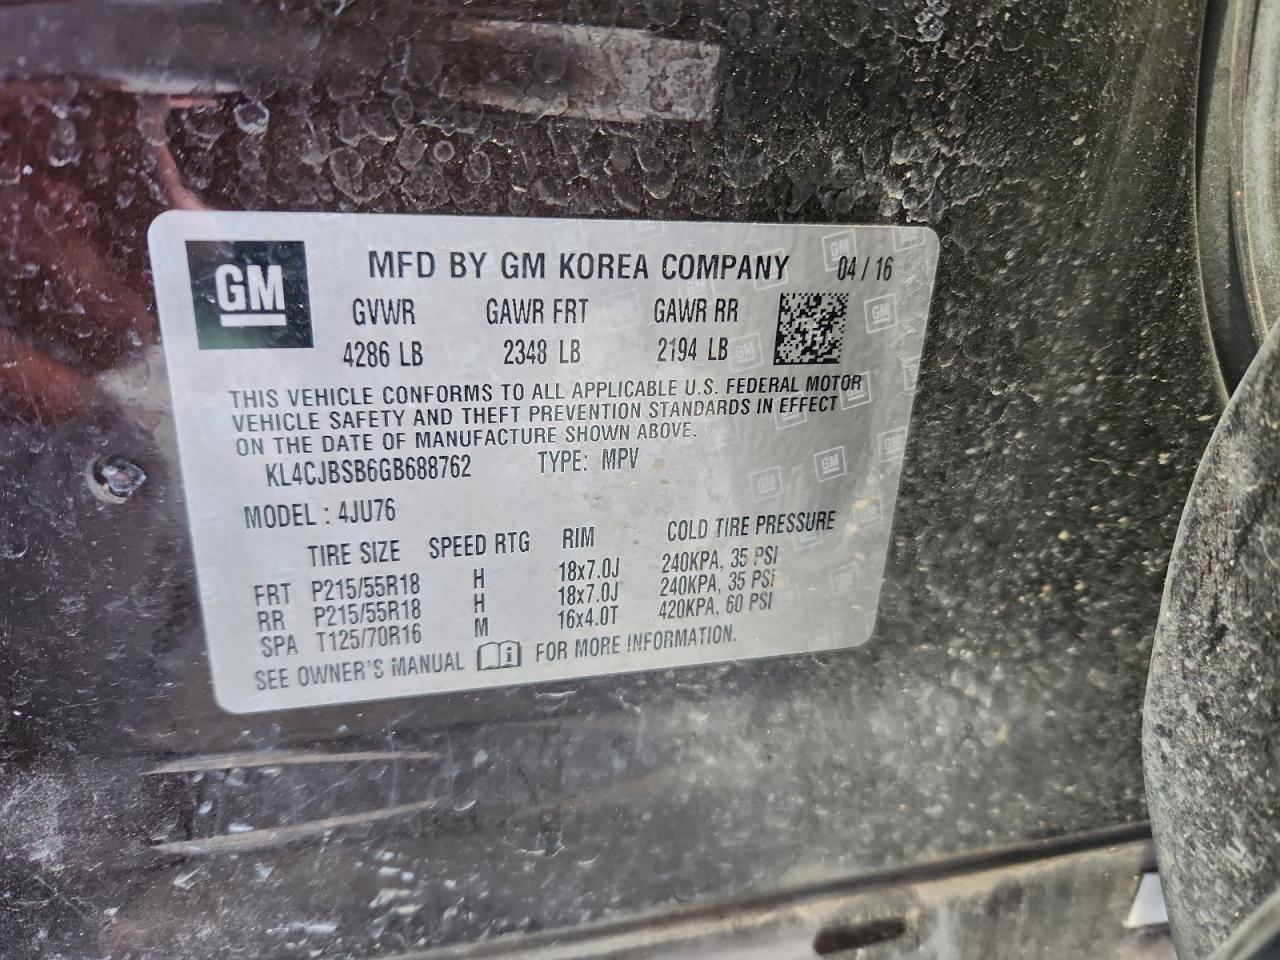 GM MFD BY GM KOREA COMPANY 04 / 16
GVWR GAWR FRT GAWR RR
4286 LB 2348 LB 2194 LB
THIS VEHICLE CONFORMS TO ALL APPLICABLE U.S. FEDERAL MOTOR
VEHICLE SAFETY AND THEFT PREVENTION STANDARDS IN EFFECT
ON THE DATE OF MANUFACTURE SHOWN ABOVE.
KL4CJBSB6GB688762 TYPE: MPV
MODEL : 4JU76
TIRE SIZE SPEED RTG RIM COLD TIRE PRESSURE
FRT P215/55R18 H 18x7.0J 240KPA, 35 PSI
RR P215/55R18 H 18x7.0J 240KPA, 35 PSI
SPA T125/70R16 M 16x4.0T 420KPA, 60 PSI
SEE OWNER'S MANUAL i FOR MORE INFORMATION.